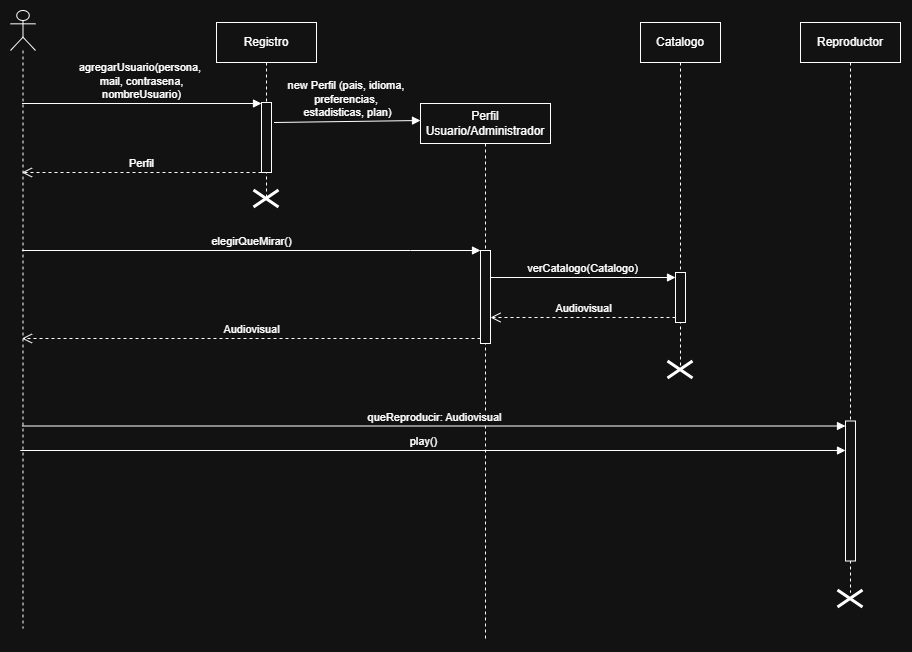 Registro
Catalogo
Reproductor
agregarUsuario(persona,
mail, contrasena,
nombreUsuario)
new Perfil (pais, idioma,
preferencias,
estadisticas, plan)
Perfil
Usuario/Administrador
Perfil
elegirQueMirar()
verCatalogo(Catalogo)
Audiovisual
Audiovisual
queReproducir: Audiovisual
play()